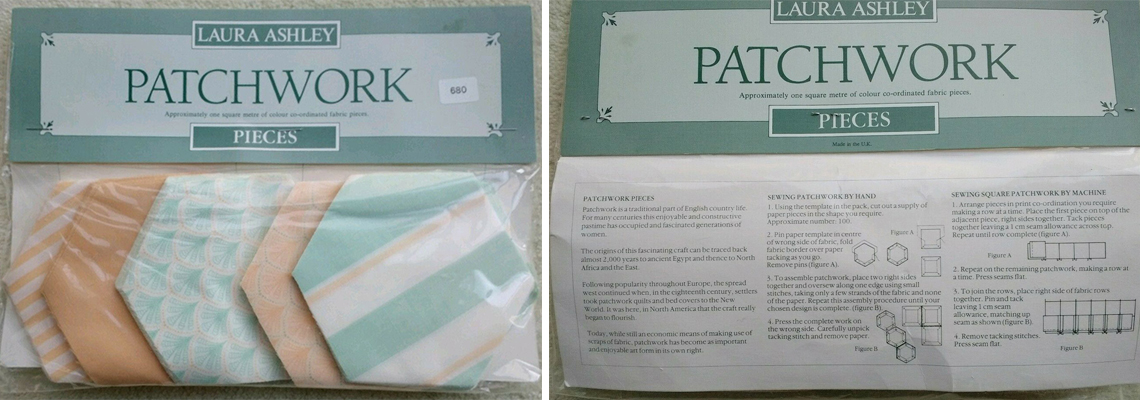 LAURA ASHLEY
PATCHWORK
680
Approximately one square metre of colour co-ordinated fabric pieces.
PIECES
LAURA ASHLEY
PATCHWORK
Approximately one square metre of colour co-ordinated fabric pieces.
PIECES
Made in the U.K.
PATCHWORK PIECES
Patchwork is a traditional part of English country life.
For many centuries this enjoyable and constructive
pastime has occupied and fascinated generations of
women.
The origins of this fascinating craft can be traced back
almost 2,000 years to ancient Egypt and thence to North
Africa and the East.
Following popularity throughout Europe, the spread
west continued when, in the eighteenth century, settlers
took patchwork quilts and bed covers to the New
World. It was here, in North America that the craft really
began to flourish.
Today, while still an economic means of making use of
scraps of fabric, patchwork has become as important
and enjoyable an art form in its own right.
SEWING PATCHWORK BY HAND
1. Using the template in the pack, cut out a supply of
paper pieces in the shape you require.
Approximate number: 100.
2. Pin paper template in centre
of wrong side of fabric, fold
fabric border over paper
tacking as you go.
Remove pins (figure A).
Figure A
3. To assemble patchwork, place two right sides
together and oversew along one edge using small
stitches, taking only a few strands of the fabric and none
of the paper. Repeat this assembly procedure until your
chosen design is complete. (figure B).
4. Press the complete work on
the wrong side. Carefully unpick
tacking stitch and remove paper.
Figure B
SEWING SQUARE PATCHWORK BY MACHINE
1. Arrange pieces in print co-ordination you require
making a row at a time. Place the first piece on top of the
adjacent piece, right sides together. Tack pieces
together leaving a 1 cm seam allowance across top.
Repeat until row complete (figure A).
Figure A
2. Repeat on the remaining patchwork; making a row at
a time. Press seams flat.
3. To join the rows, place right side of fabric rows
together. Pin and tack
leaving 1 cm seam
allowance, matching up
seam as shown (figure B).
4. Remove tacking stitches.
Press seam flat.
Figure B